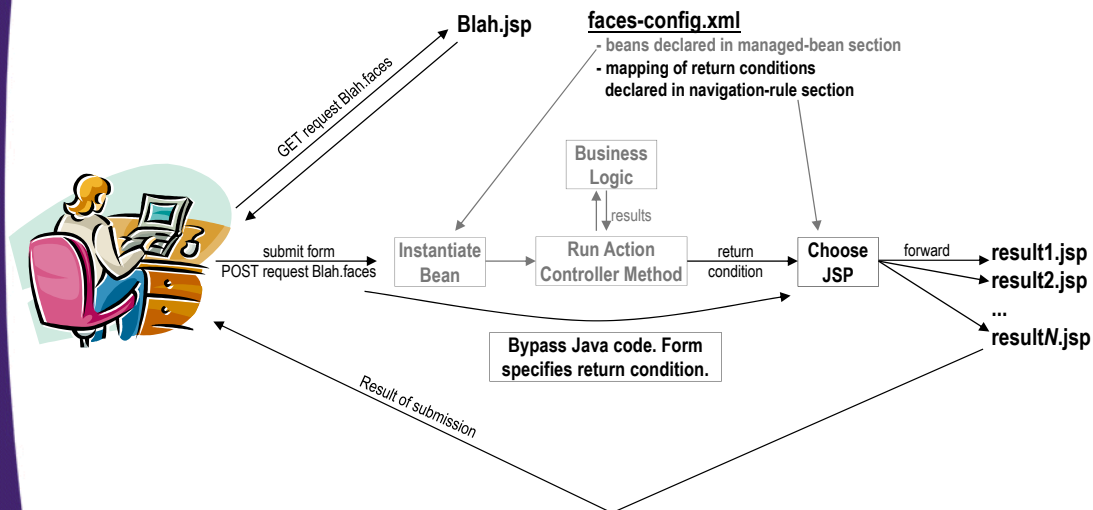 Blah.jsp
faces-config.xml
- beans declared in managed-bean section
- mapping of return conditions
declared in navigation-rule section
GET request Blah.faces
Business
Logic
results
submit form
POST request Blah.faces
Instantiate
Bean
Run Action
Controller Method
return
condition
Choose
JSP
forward
result1.jsp
result2.jsp
...
resultN.jsp
Bypass Java code. Form
specifies return condition.
Result of submission